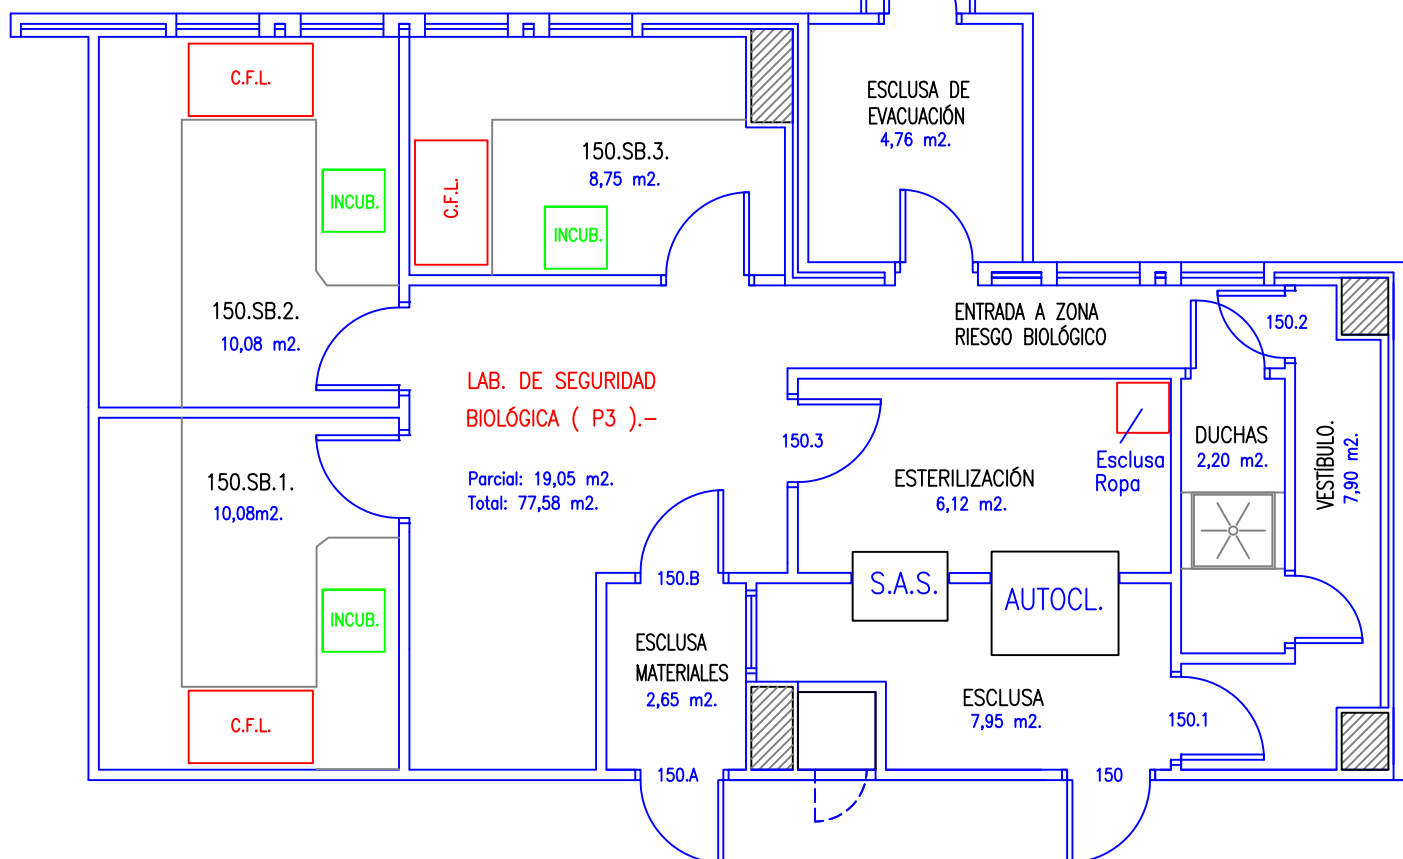 C.F.L.
INCUB.
150.SB.2.
10,08 m2.
C.F.L.
150.SB.3.
8,75 m2.
INCUB.
ESCLUSA DE
EVACUACIÓN
4,76 m2.
ENTRADA A ZONA
RIESGO BIOLÓGICO
150.2
LAB. DE SEGURIDAD
BIOLÓGICA ( P3 ).-
Parcial: 19,05 m2.
Total: 77,58 m2.
150.3
ESTERILIZACIÓN
6,12 m2.
Esclusa
Ropa
DUCHAS
2,20 m2.
VESTÍBULO.
7,90 m2.
150.SB.1.
10,08m2.
INCUB.
C.F.L.
150.B
ESCLUSA
MATERIALES
2,65 m2.
150.A
S.A.S.
AUTOCL.
ESCLUSA
7,95 m2.
150.1
150